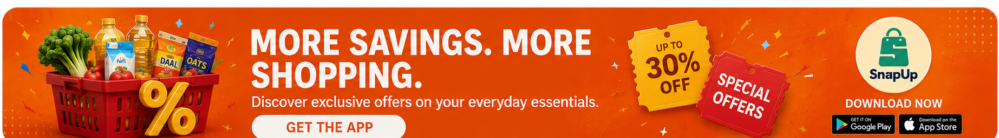 DAAL
OATS
%
MORE SAVINGS. MORE
SHOPPING.
Discover exclusive offers on your everyday essentials.
GET THE APP
UP TO
30%
OFF
SPECIAL
OFFERS
SnapUp
DOWNLOAD NOW
GET IT ON
Google Play
Download on the
App Store